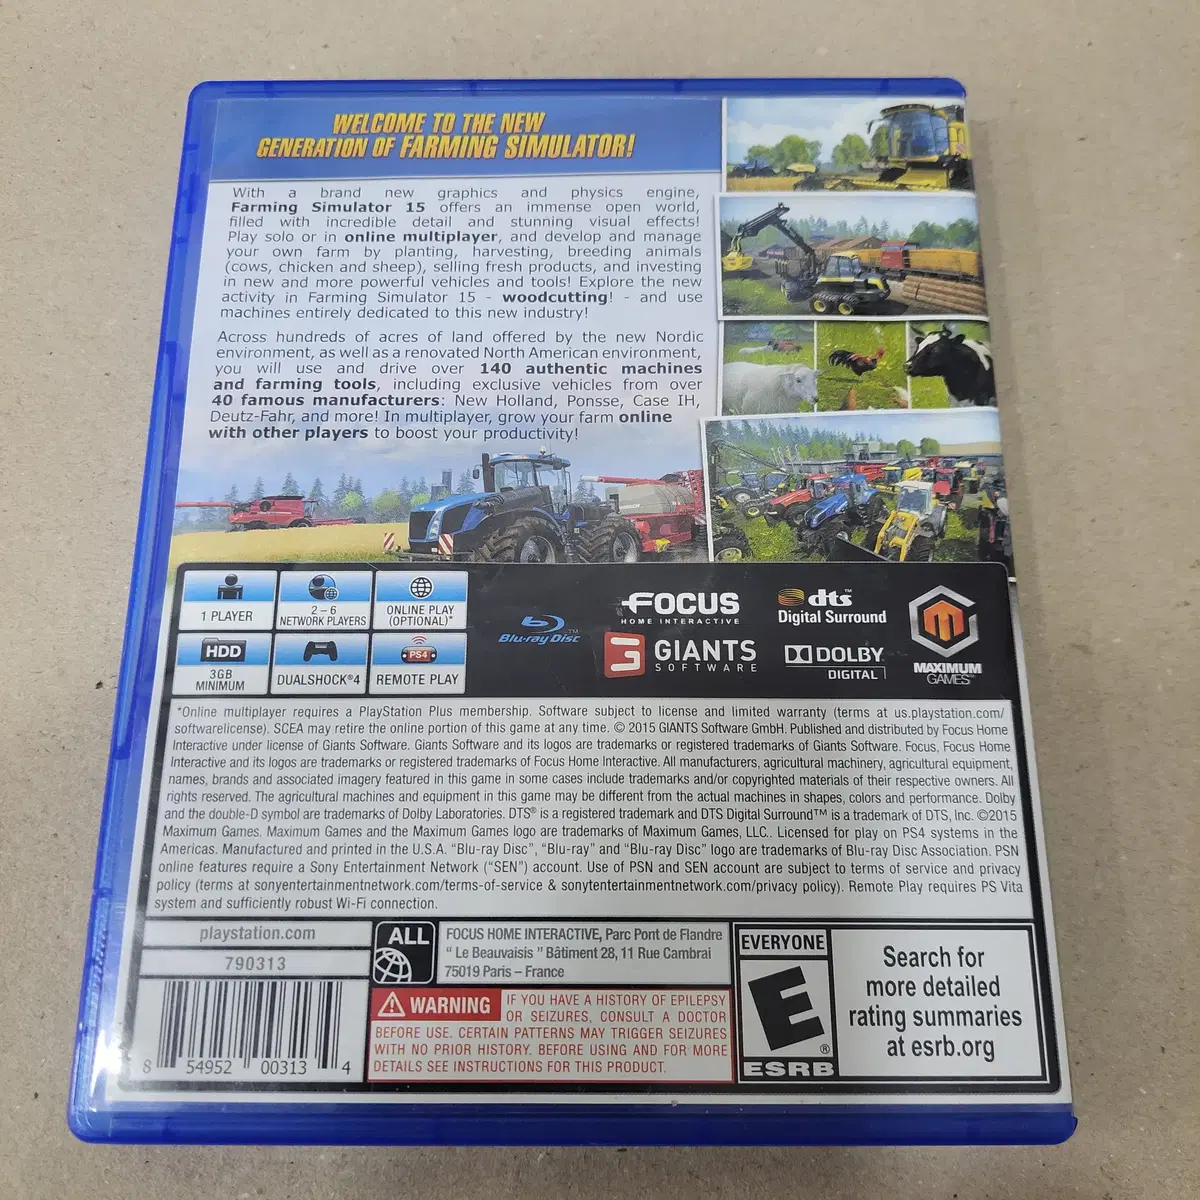 WELCOME TO THE NEW
GENERATION OF FARMING SIMULATOR!
With a brand new graphics and physics engine,
Farming Simulator 15 offers an immense open world,
filled with incredible detail and stunning visual effects!
Play solo or in online multiplayer, and develop and manage
your own farm by planting, harvesting, breeding animals
(cows, chicken and sheep), selling fresh products, and investing
in new and more powerful vehicles and tools! Explore the new
activity in Farming Simulator 15 - woodcutting! - and use
machines entirely dedicated to this new industry!
Across hundreds of acres of land offered by the new Nordic
environment, as well as a renovated North American environment,
you will use and drive over 140 authentic machines
and farming tools, including exclusive vehicles from over
40 famous manufacturers: New Holland, Ponsse, Case IH,
Deutz-Fahr, and more! In multiplayer, grow your farm online
with other players to boost your productivity!
1 PLAYER
2 – 6
NETWORK PLAYERS
ONLINE PLAY
(OPTIONAL)*
HDD
3GB
MINIMUM
DUALSHOCK®4
PS4
REMOTE PLAY
Blu-ray Disc™
FOCUS
HOME INTERACTIVE
GIANTS
SOFTWARE
dts™
Digital Surround
DOLBY
DIGITAL
MAXIMUM
GAMES™
*Online multiplayer requires a PlayStation Plus membership. Software subject to license and limited warranty (terms at us.playstation.com/
softwarelicense). SCEA may retire the online portion of this game at any time. © 2015 GIANTS Software GmbH. Published and distributed by Focus Home
Interactive under license of Giants Software. Giants Software and its logos are trademarks or registered trademarks of Giants Software. Focus, Focus Home
Interactive and its logos are trademarks or registered trademarks of Focus Home Interactive. All manufacturers, agricultural machinery, agricultural equipment,
names, brands and associated imagery featured in this game in some cases include trademarks and/or copyrighted materials of their respective owners. All
rights reserved. The agricultural machines and equipment in this game may be different from the actual machines in shapes, colors and performance. Dolby
and the double-D symbol are trademarks of Dolby Laboratories. DTS® is a registered trademark and DTS Digital Surround™ is a trademark of DTS, Inc. ©2015
Maximum Games. Maximum Games and the Maximum Games logo are trademarks of Maximum Games, LLC.. Licensed for play on PS4 systems in the
Americas. Manufactured and printed in the U.S.A. “Blu-ray Disc”, “Blu-ray” and “Blu-ray Disc” logo are trademarks of Blu-ray Disc Association. PSN
online features require a Sony Entertainment Network (“SEN”) account. Use of PSN and SEN account are subject to terms of service and privacy
policy (terms at sonyentertainmentnetwork.com/terms-of-service & sonytentertainmentnetwork.com/privacy policy). Remote Play requires PS Vita
system and sufficiently robust Wi-Fi connection.
playstation.com
790313
8 54952 00313 4
ALL
FOCUS HOME INTERACTIVE, Parc Pont de Flandre
“ Le Beauvaisis ” Bâtiment 28, 11 Rue Cambrai
75019 Paris – France
WARNING IF YOU HAVE A HISTORY OF EPILEPSY
OR SEIZURES, CONSULT A DOCTOR
BEFORE USE. CERTAIN PATTERNS MAY TRIGGER SEIZURES
WITH NO PRIOR HISTORY. BEFORE USING AND FOR MORE
DETAILS SEE INSTRUCTIONS FOR THIS PRODUCT.
EVERYONE
E®
ESRB
Search for
more detailed
rating summaries
at esrb.org